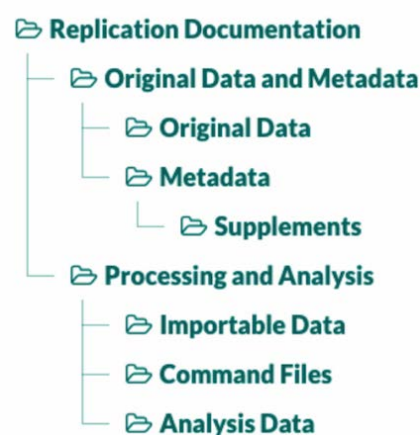 Replication Documentation
Original Data and Metadata
Original Data
Metadata
Supplements
Processing and Analysis
Importable Data
Command Files
Analysis Data